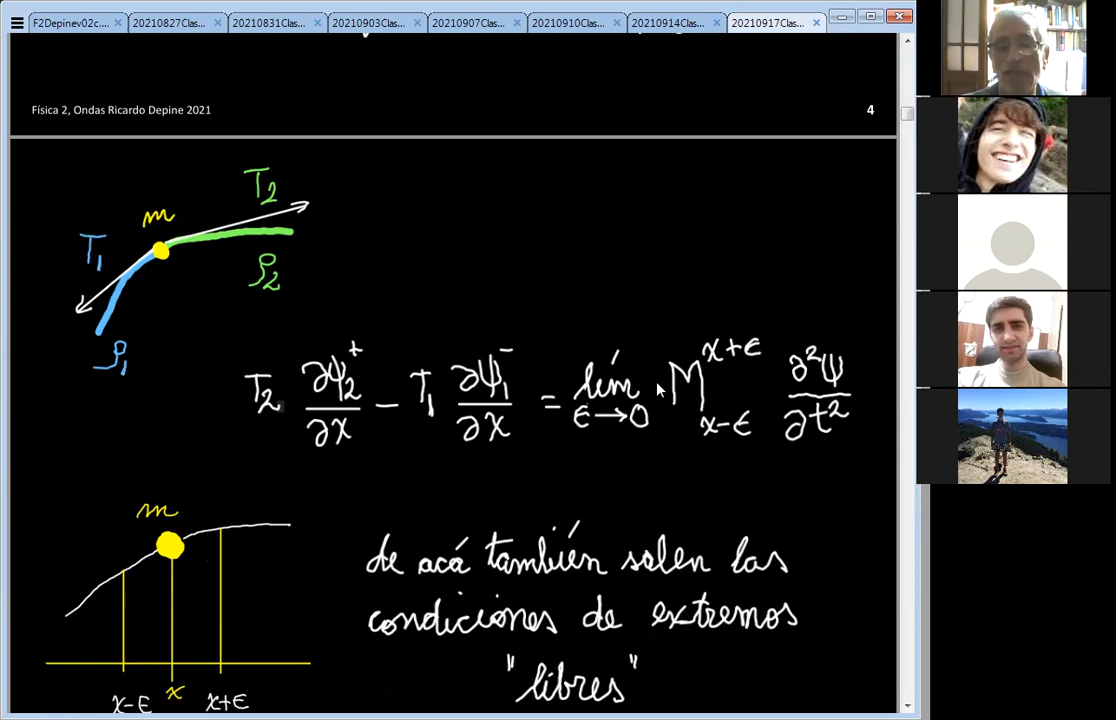 F2Depinev02c.... 20210827Clas... 20210831Clas... 20210903Clas... 20210907Clas... 20210910Clas... 20210914Clas... 20210917Clas...
Física 2, Ondas Ricardo Depine 2021
4
T₂
m
T₁
ρ₂
ρ₁
T₂ ∂ψ₂⁺/∂x − T₁ ∂ψ₁⁻/∂x = lím ε→0 M x+ε x−ε ∂²ψ/∂t²
m
de acá también salen las
condiciones de extremos
"libres"
x−ε x x+ε